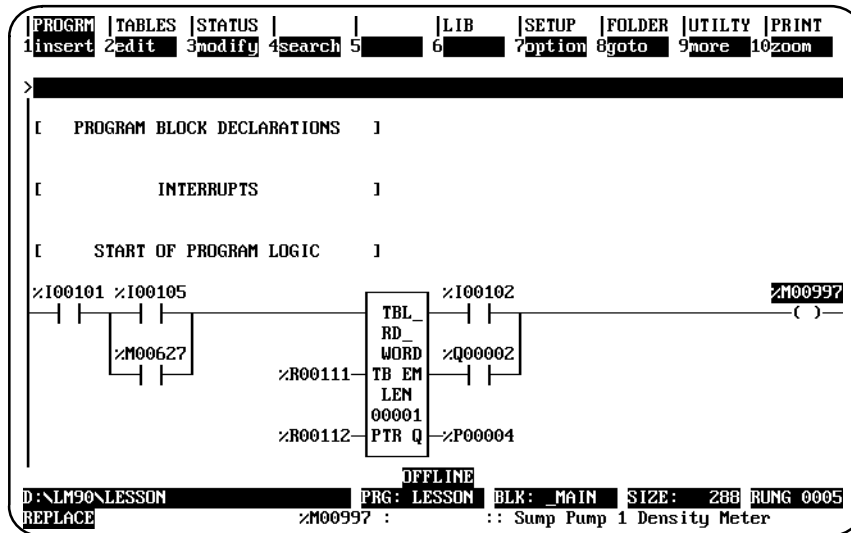 PROGRM |TABLES |STATUS | | |LIB |SETUP |FOLDER |UTILTY |PRINT
1insert 2edit 3modify 4search 5 6 7option 8goto 9more 10zoom
>
[ PROGRAM BLOCK DECLARATIONS ]
[ INTERRUPTS ]
[ START OF PROGRAM LOGIC ]
%I00101 %I00105 %I00102 %M00997
TBL_
RD_
%M00627 WORD %Q00002
%R00111 TB EM
LEN
00001
%R00112 PTR Q %P00004
OFFLINE
D:\LM90\LESSON PRG: LESSON BLK: _MAIN SIZE: 288 RUNG 0005
REPLACE %M00997 : :: Sump Pump 1 Density Meter